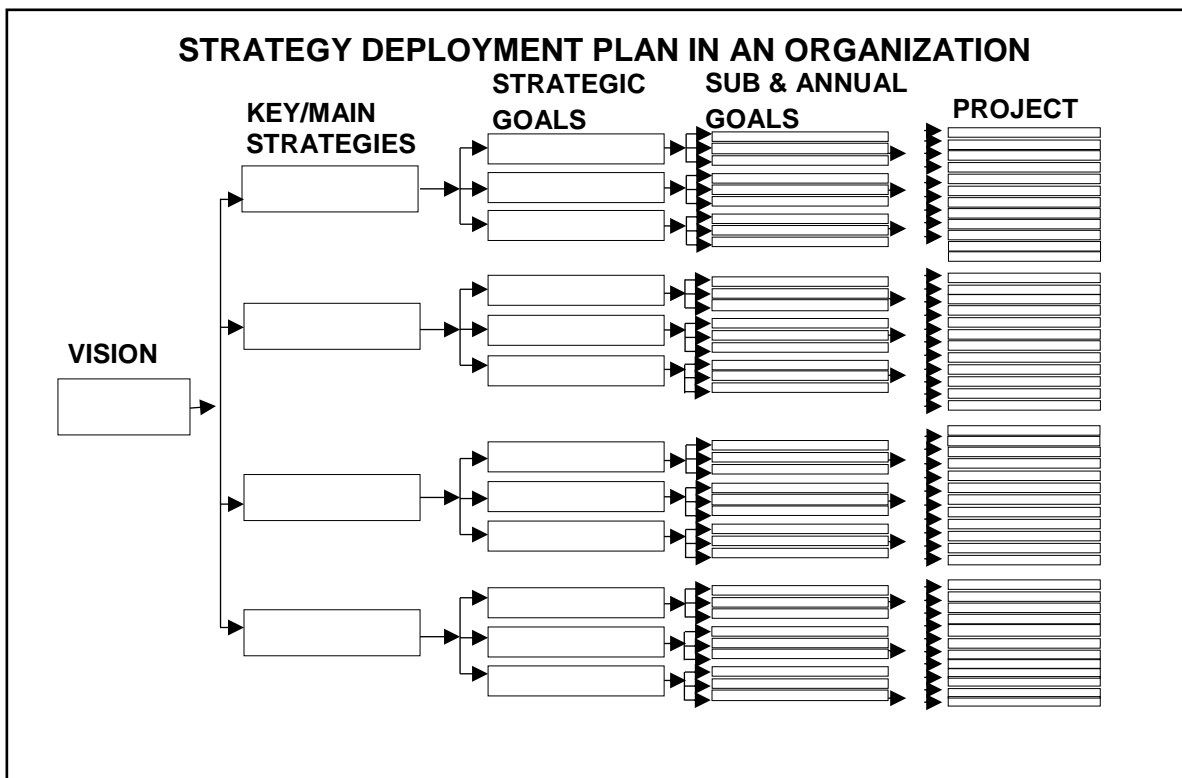 STRATEGY DEPLOYMENT PLAN IN AN ORGANIZATION
KEY/MAIN
STRATEGIES
STRATEGIC
GOALS
SUB & ANNUAL
GOALS
PROJECT
VISION